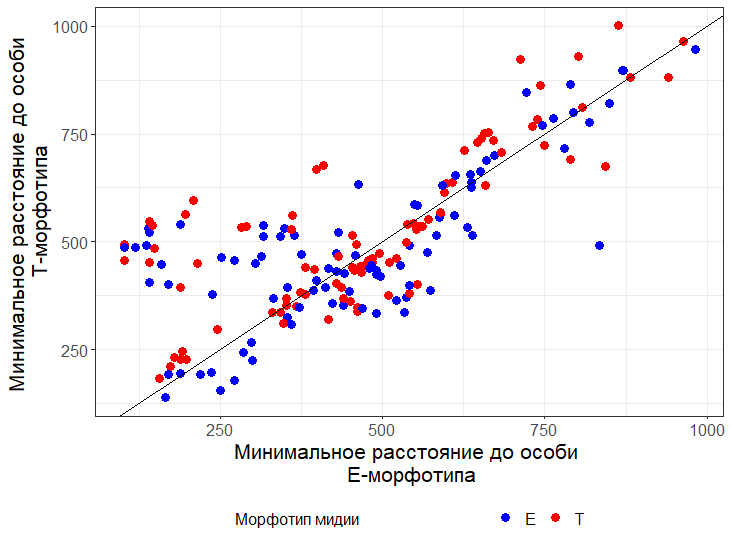 Минимальное расстояние до особи
Т-морфотипа
1000
750
500
250
250
500
750
1000
Минимальное расстояние до особи
Е-морфотипа
Морфотип мидии
E
T